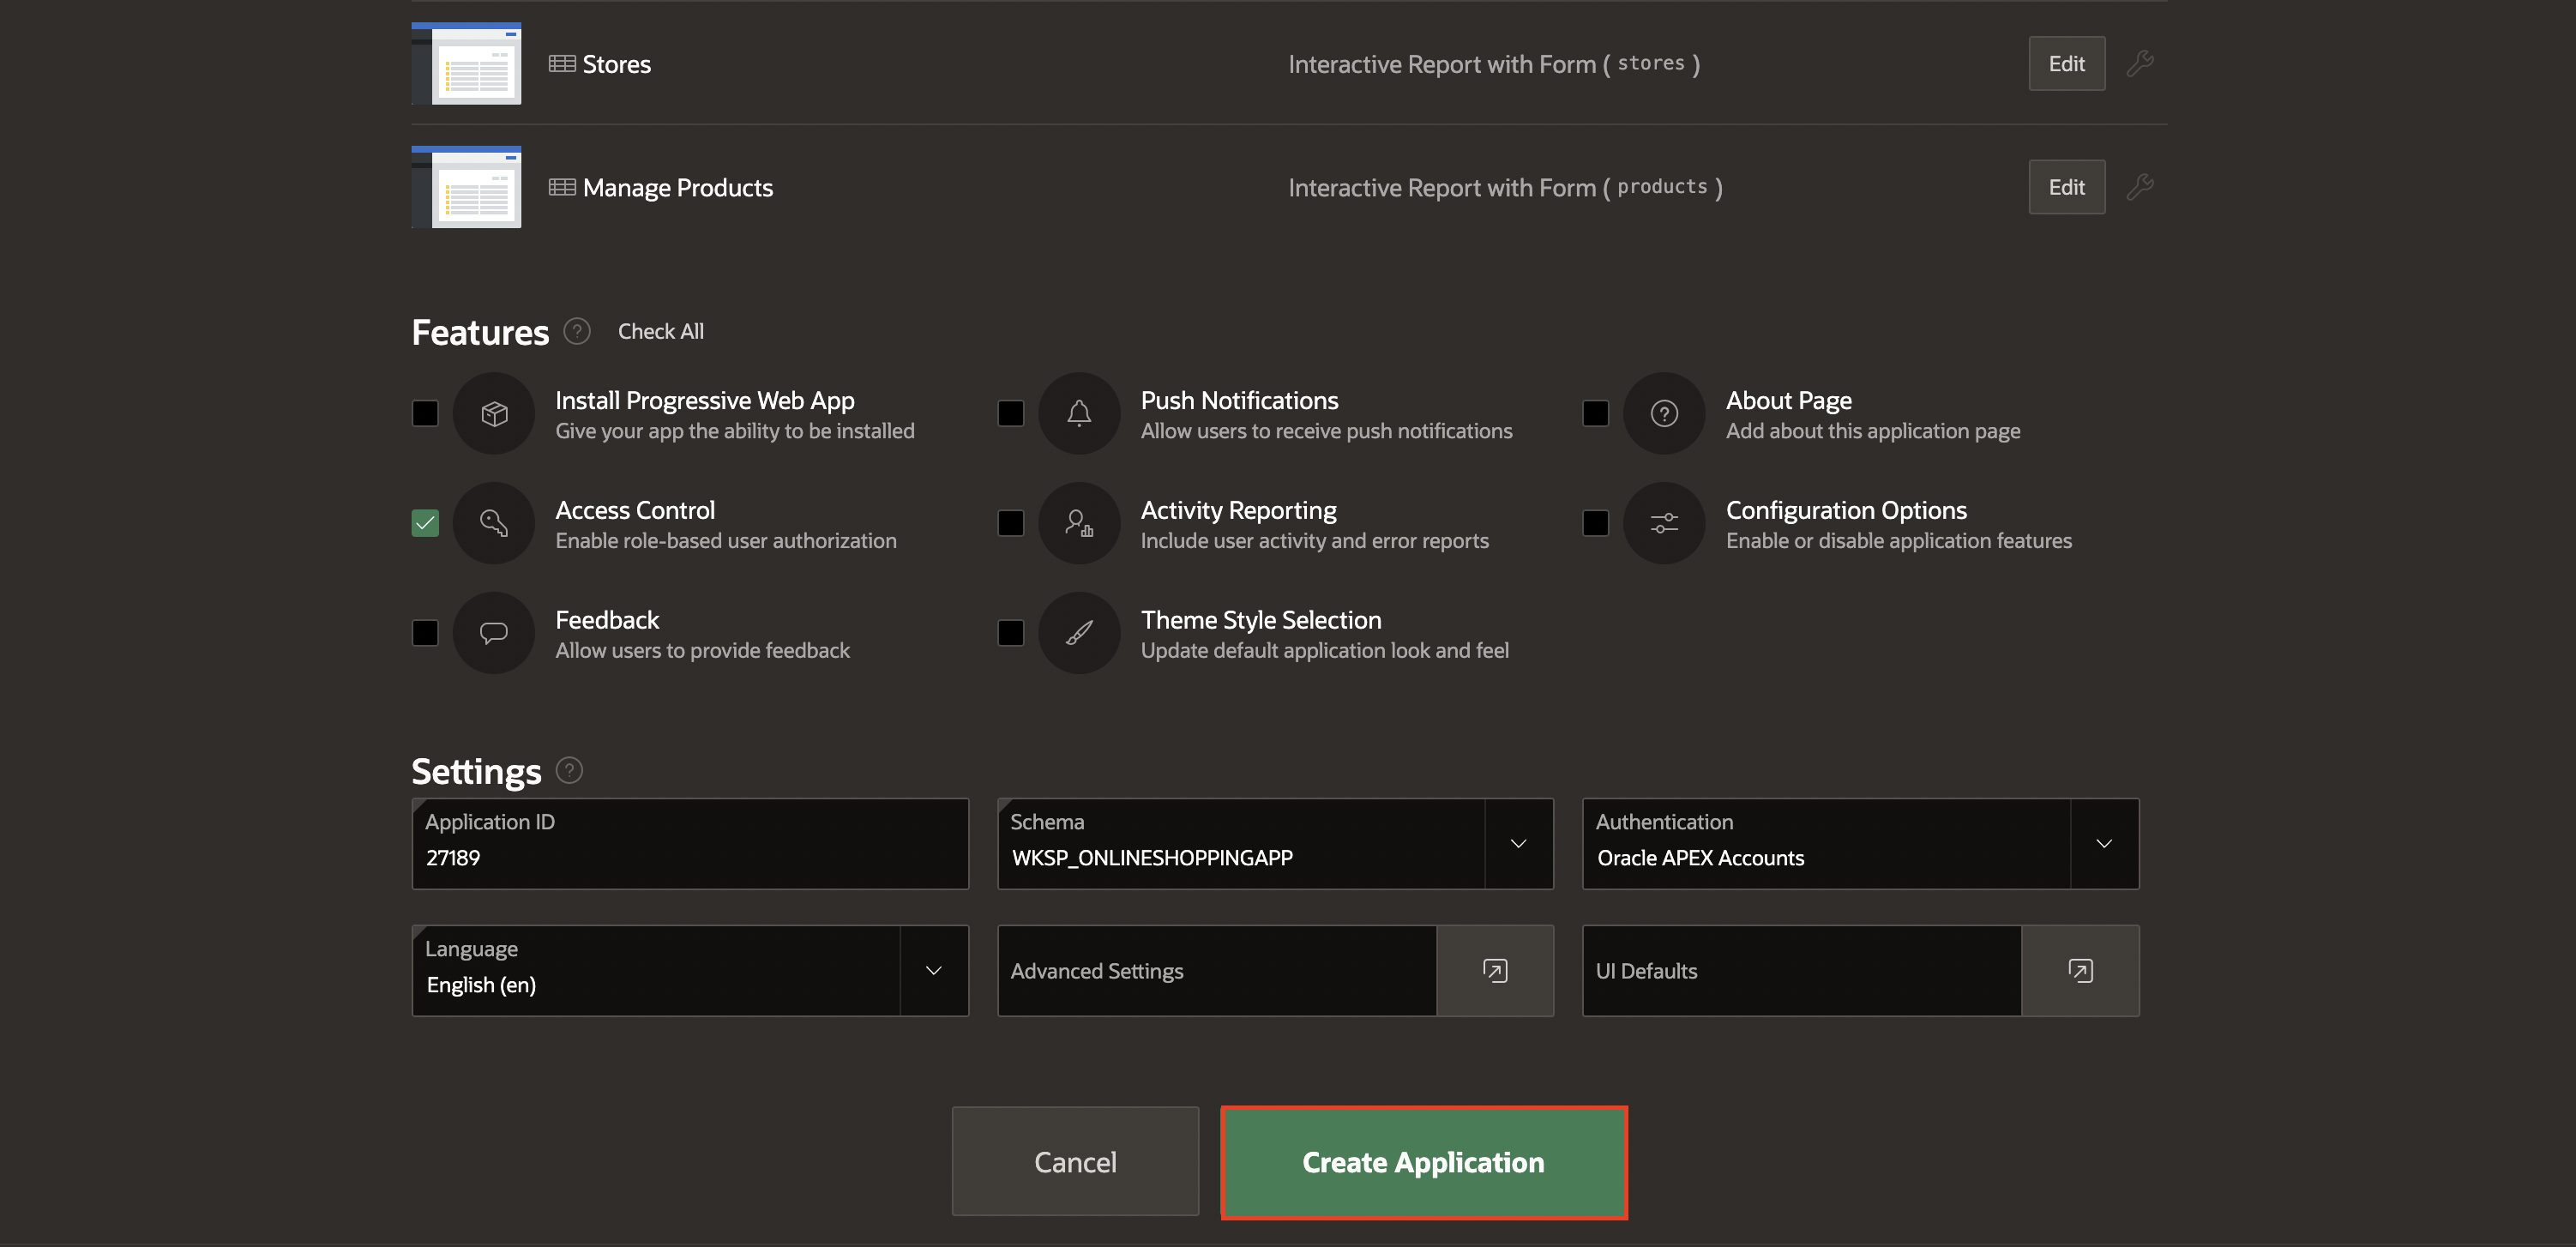 Stores Interactive Report with Form ( stores ) Edit
Manage Products Interactive Report with Form ( products ) Edit
Features ? Check All
Install Progressive Web App
Give your app the ability to be installed
Push Notifications
Allow users to receive push notifications
? About Page
Add about this application page
Access Control
Enable role-based user authorization
Activity Reporting
Include user activity and error reports
Configuration Options
Enable or disable application features
Feedback
Allow users to provide feedback
Theme Style Selection
Update default application look and feel
Settings ?
Application ID
27189
Schema
WKSP_ONLINESHOPPINGAPP
Authentication
Oracle APEX Accounts
Language
English (en)
Advanced Settings
UI Defaults
Cancel
Create Application